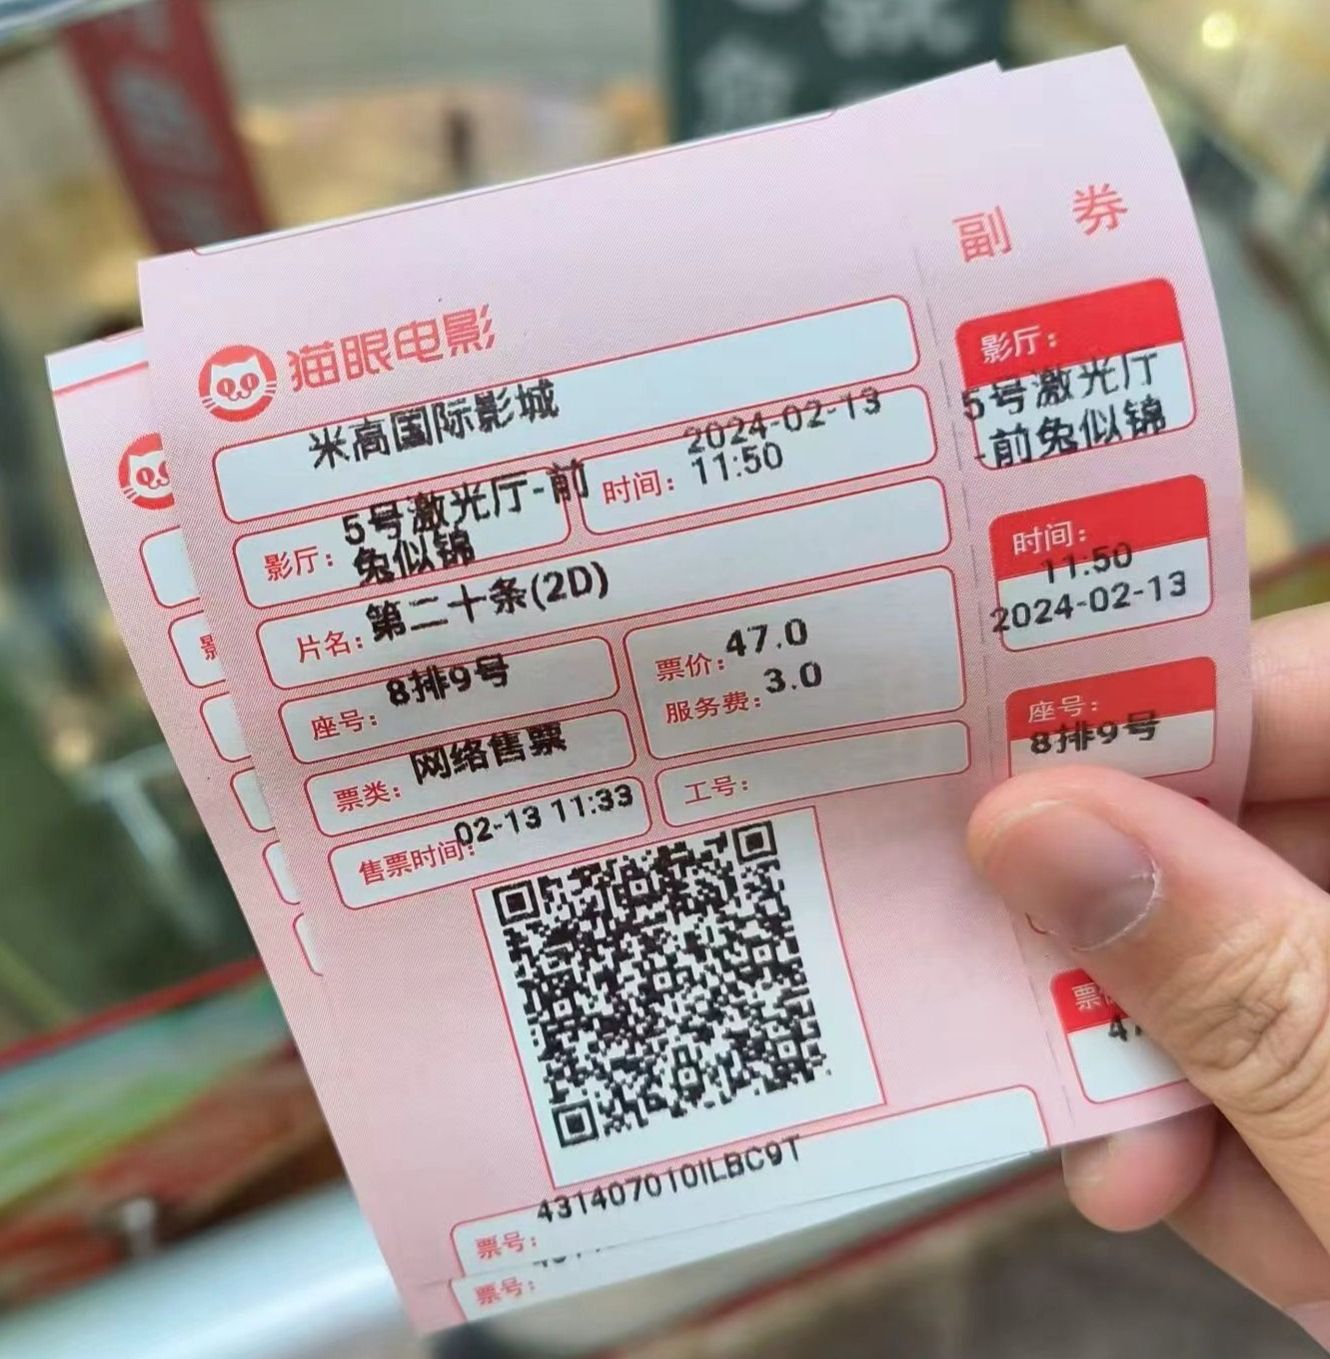 猫眼电影
米高国际影城
影厅：5号激光厅-前
兔似锦
时间：2024-02-13
11:50
片名：第二十条(2D)
座号：8排9号
票价：47.0
服务费：3.0
票类：网络售票
工号：
售票时间：02-13 11:33
431407010ILBC9T
票号：
票号：
副 券
影厅：
5号激光厅
-前兔似锦
时间：
11:50
2024-02-13
座号：
8排9号